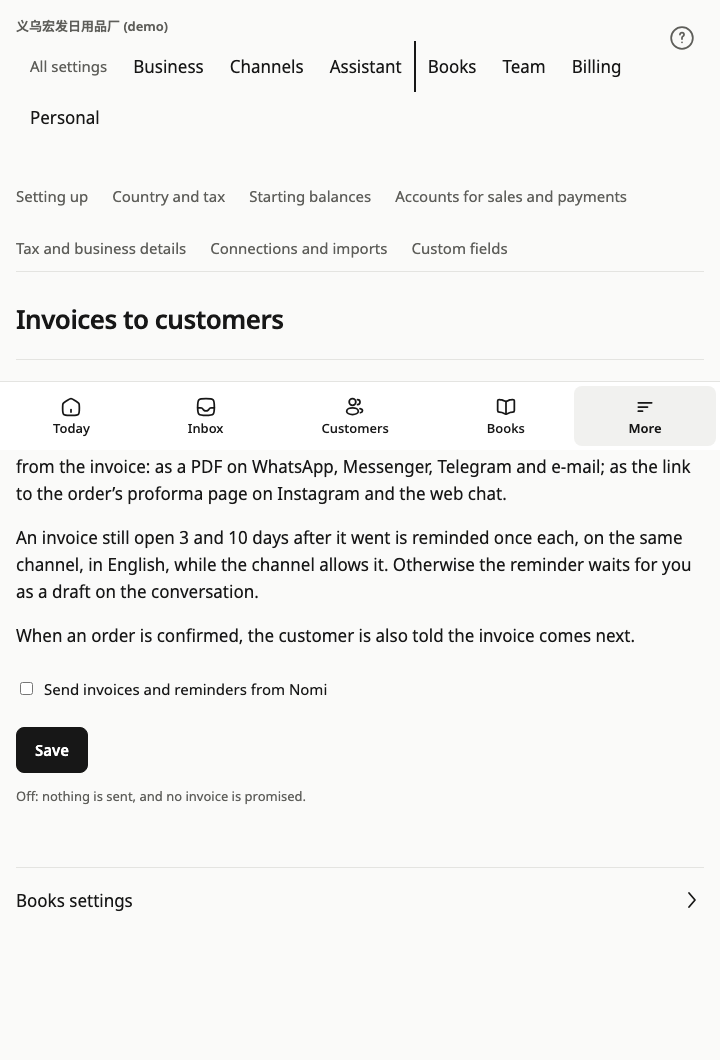 义乌宏发日用品厂 (demo)
All settings Business Channels Assistant Books Team Billing
Personal
Setting up Country and tax Starting balances Accounts for sales and payments
Tax and business details Connections and imports Custom fields
Invoices to customers
Today Inbox Customers Books More
from the invoice: as a PDF on WhatsApp, Messenger, Telegram and e-mail; as the link
to the order’s proforma page on Instagram and the web chat.
An invoice still open 3 and 10 days after it went is reminded once each, on the same
channel, in English, while the channel allows it. Otherwise the reminder waits for you
as a draft on the conversation.
When an order is confirmed, the customer is also told the invoice comes next.
Send invoices and reminders from Nomi
Save
Off: nothing is sent, and no invoice is promised.
Books settings